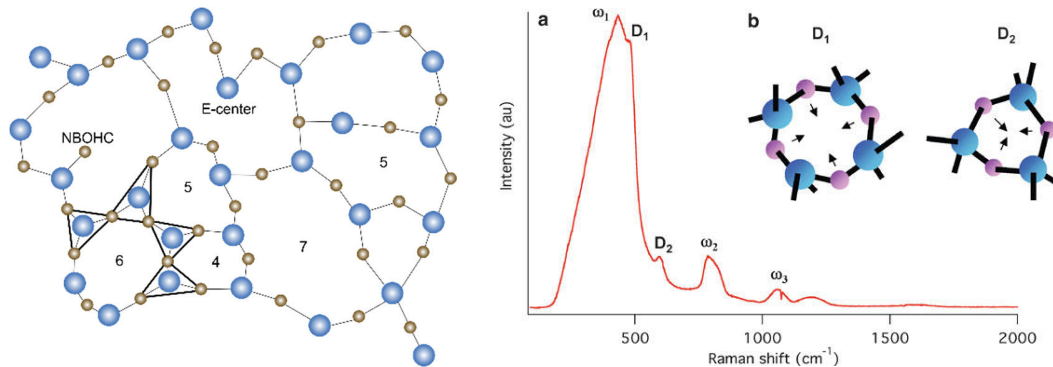 E-center
NBOHC
5
5
6
4
7
a
b
ω1
D1
D2
ω2
ω3
D1
D2
Intensity (au)
500
1000
1500
2000
Raman shift (cm⁻¹)